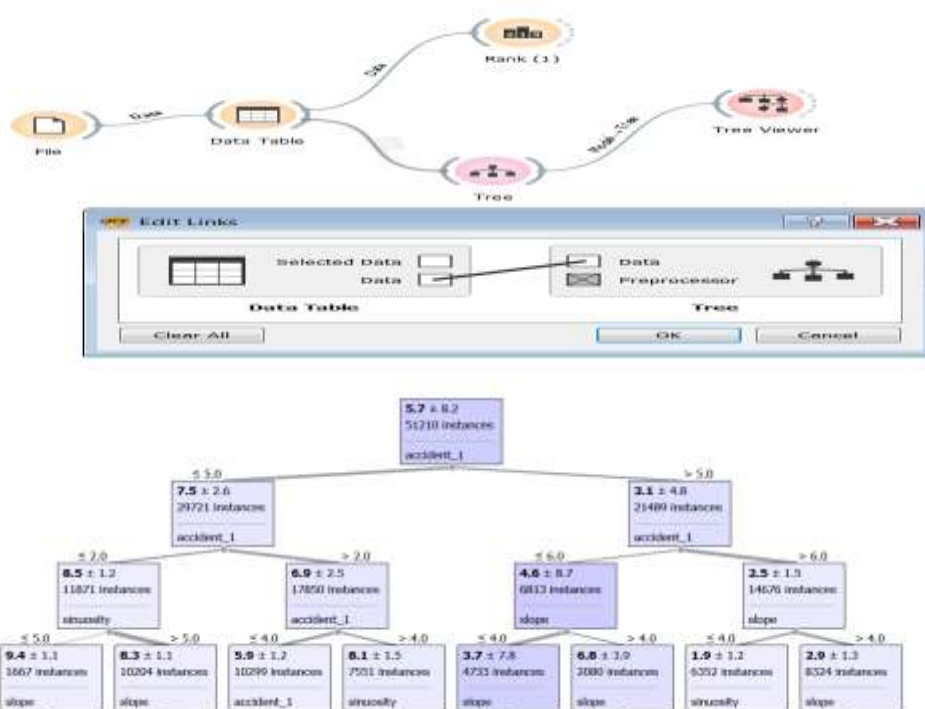 Data
Rank (1)
Data
File
Data Table
Model→Tree
Tree Viewer
Tree
Edit Links
Selected Data
Data
Data
Preprocessor
Data Table
Tree
Clear All
OK
Cancel
5.7 ± 8.2
51210 instances
accident_1
≤ 5.0
> 5.0
7.5 ± 2.6
29721 instances
accident_1
3.1 ± 4.8
21489 instances
accident_1
≤ 2.0
> 2.0
≤ 6.0
> 6.0
8.5 ± 1.2
11871 instances
sinuosity
6.9 ± 2.5
17850 instances
accident_1
4.6 ± 8.7
6813 instances
slope
2.5 ± 1.5
14676 instances
slope
≤ 5.0
> 5.0
≤ 4.0
> 4.0
≤ 4.0
> 4.0
≤ 4.0
> 4.0
9.4 ± 1.1
1667 instances
slope
8.3 ± 1.1
10204 instances
slope
5.9 ± 1.2
10299 instances
accident_1
8.1 ± 1.5
7551 instances
sinuosity
3.7 ± 7.8
4733 instances
slope
6.8 ± 3.9
2080 instances
slope
1.9 ± 1.2
6352 instances
sinuosity
2.9 ± 1.3
8324 instances
slope